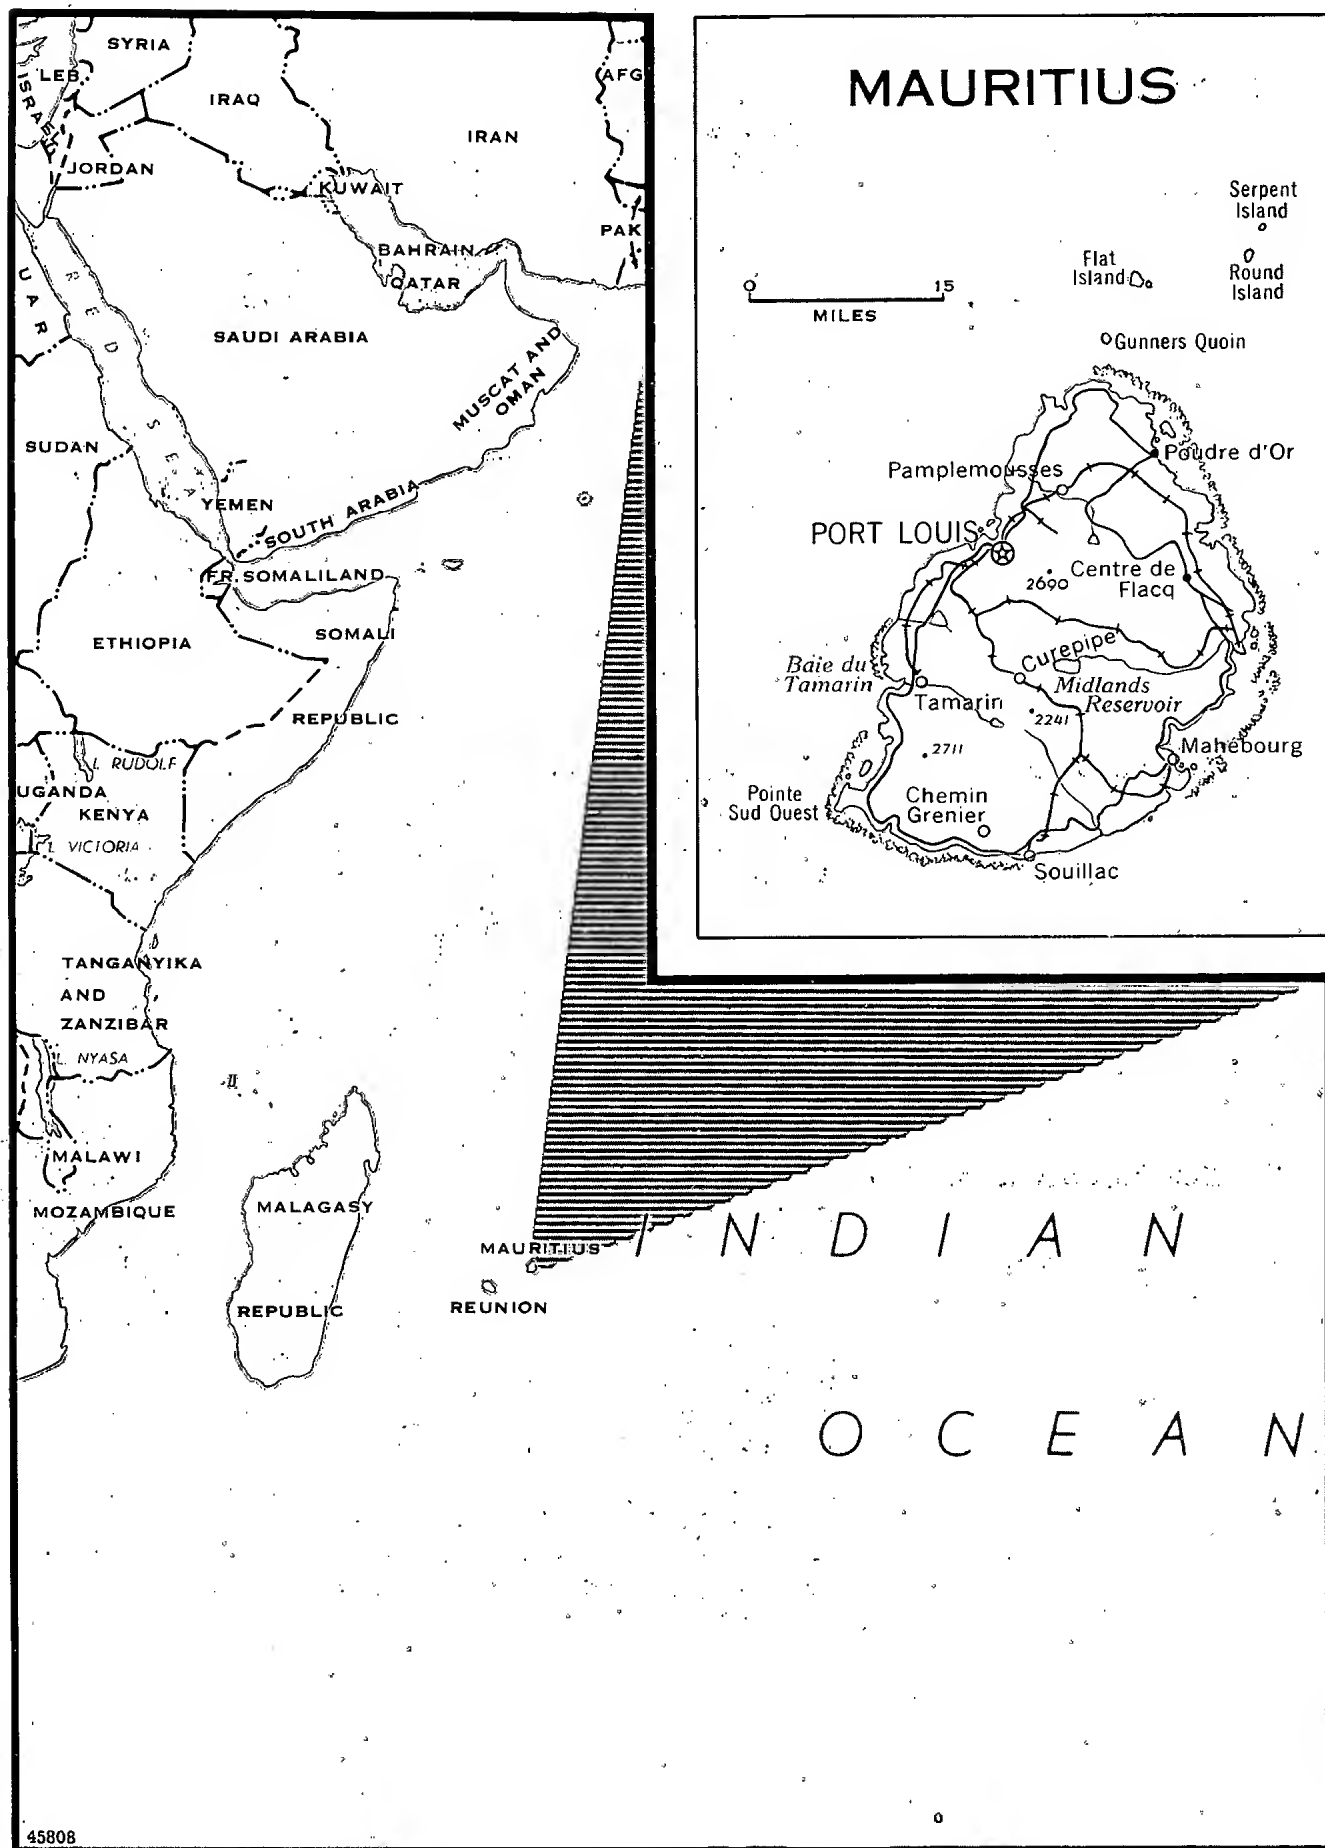 SYRIA
LEB
ISRAEL
IRAQ
AFG
IRAN
JORDAN
KUWAIT
PAK
BAHRAIN
QATAR
UAR
RED SEA
SAUDI ARABIA
MUSCAT AND
OMAN
SUDAN
YEMEN
SOUTH ARABIA
FR. SOMALILAND
ETHIOPIA
SOMALI
REPUBLIC
L. RUDOLF
UGANDA
KENYA
L. VICTORIA
TANGANYIKA
AND
ZANZIBAR
L. NYASA
MALAWI
MOZAMBIQUE
MALAGASY
REPUBLIC
MAURITIUS
REUNION
INDIAN
OCEAN
45808
MAURITIUS
Serpent
Island
Flat
Island
Round
Island
0 15
MILES
Gunners Quoin
Poudre d'Or
Pamplemousses
PORT LOUIS
2690
Centre de
Flacq
Curepipe
Baie du
Tamarin
Tamarin
Midlands
Reservoir
2241
2711
Mahebourg
Pointe
Sud Ouest
Chemin
Grenier
Souillac